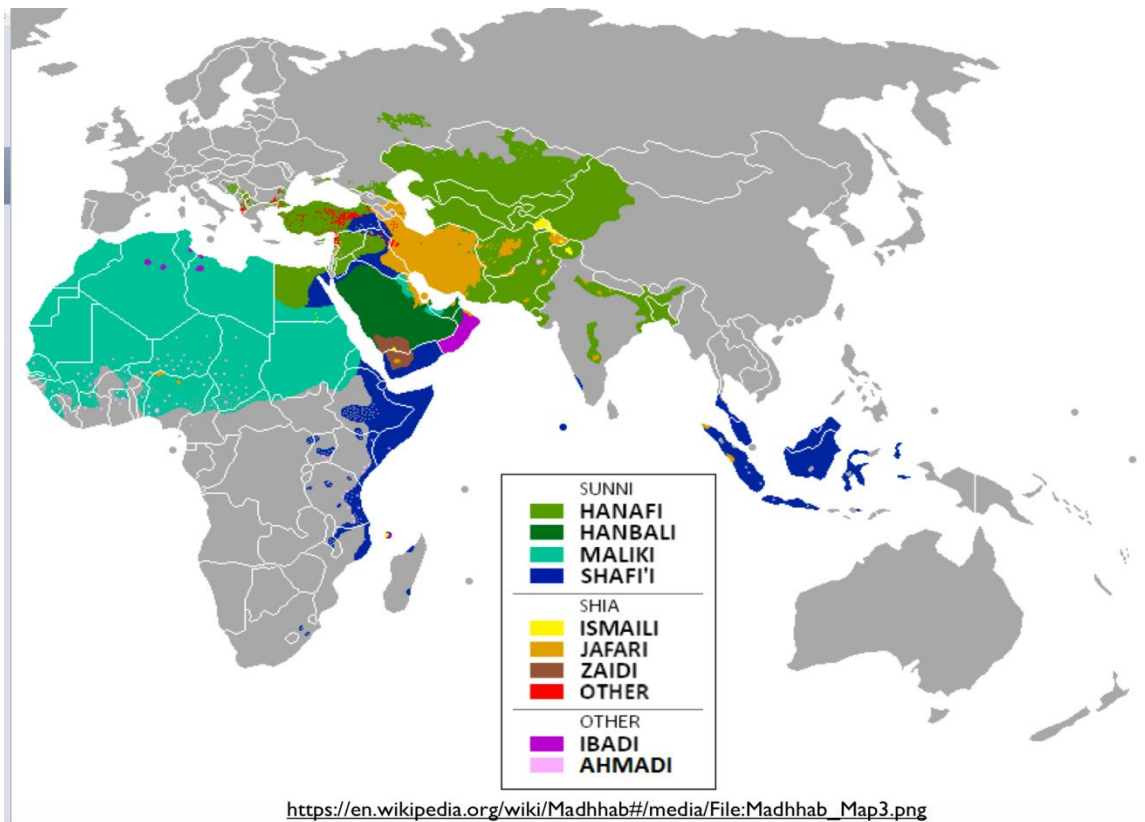 SUNNI
HANAFI
HANBALI
MALIKI
SHAFI'I
SHIA
ISMAILI
JAFARI
ZAIDI
OTHER
OTHER
IBADI
AHMADI
https://en.wikipedia.org/wiki/Madhhab#/media/File:Madhhab_Map3.png